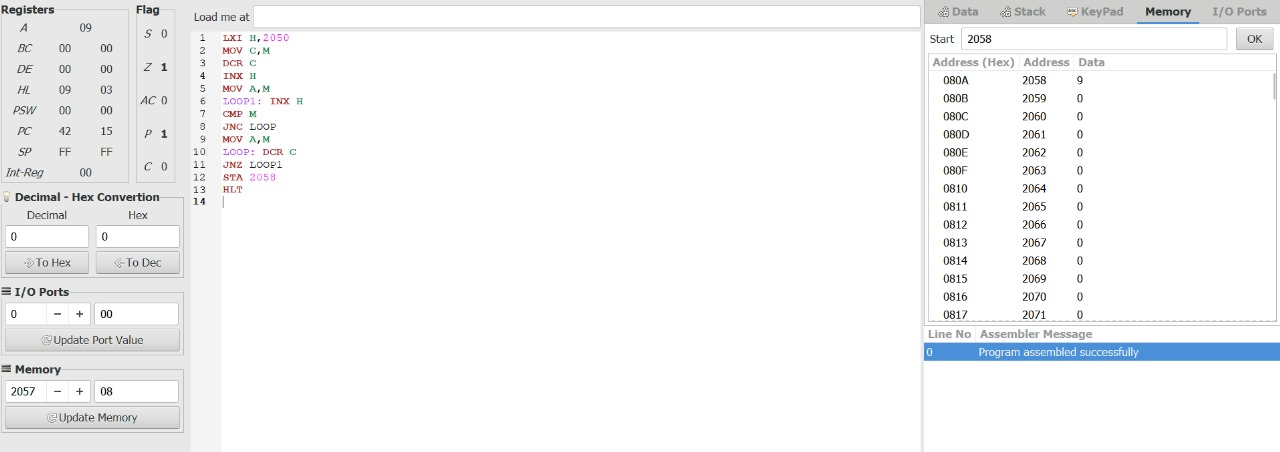 Registers
A 09
BC 00 00
DE 00 00
HL 09 03
PSW 00 00
PC 42 15
SP FF FF
Int-Reg 00
Flag
S 0
Z 1
AC 0
P 1
C 0
Decimal - Hex Convertion
Decimal Hex
0 0
To Hex To Dec
I/O Ports
0 - + 00
Update Port Value
Memory
2057 - + 08
Update Memory
Load me at
1 LXI H,2050
2 MOV C,M
3 DCR C
4 INX H
5 MOV A,M
6 LOOP1: INX H
7 CMP M
8 JNC LOOP
9 MOV A,M
10 LOOP: DCR C
11 JNZ LOOP1
12 STA 2058
13 HLT
14
Data Stack KeyPad Memory I/O Ports
Start 2058 OK
Address (Hex) Address Data
080A 2058 9
080B 2059 0
080C 2060 0
080D 2061 0
080E 2062 0
080F 2063 0
0810 2064 0
0811 2065 0
0812 2066 0
0813 2067 0
0814 2068 0
0815 2069 0
0816 2070 0
0817 2071 0
Line No Assembler Message
0 Program assembled successfully